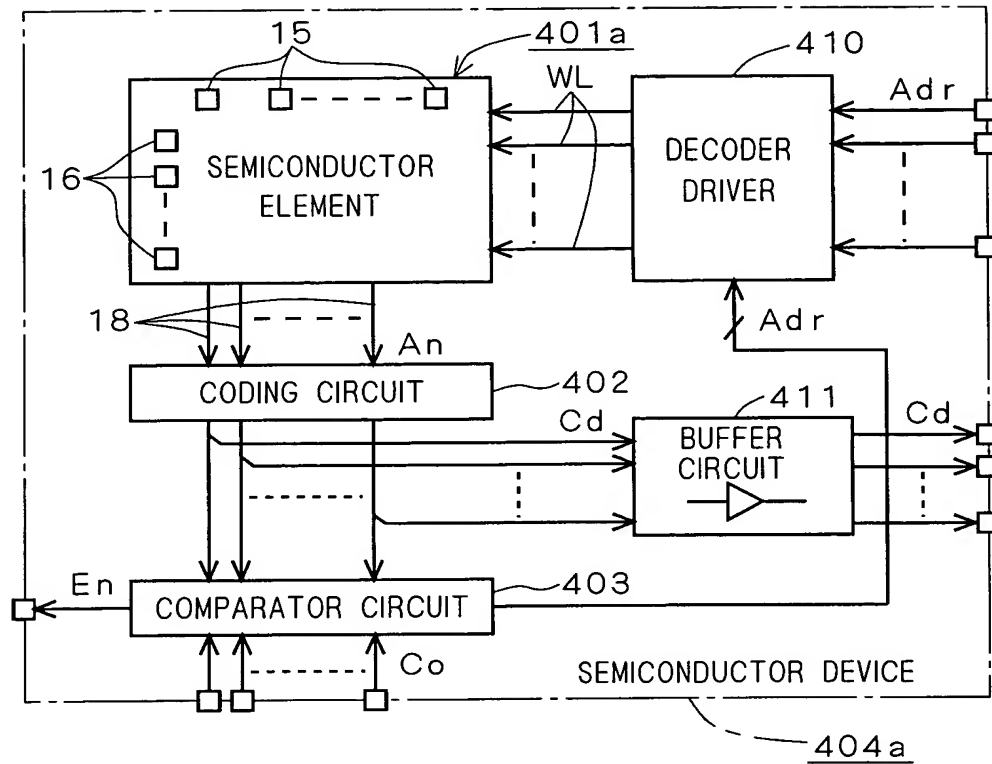 15
401a
410
WL
Adr
16
SEMICONDUCTOR
ELEMENT
DECODER
DRIVER
18
An
Adr
CODING CIRCUIT
402
411
Cd
BUFFER
CIRCUIT
Cd
En
COMPARATOR CIRCUIT
403
Co
SEMICONDUCTOR DEVICE
404a